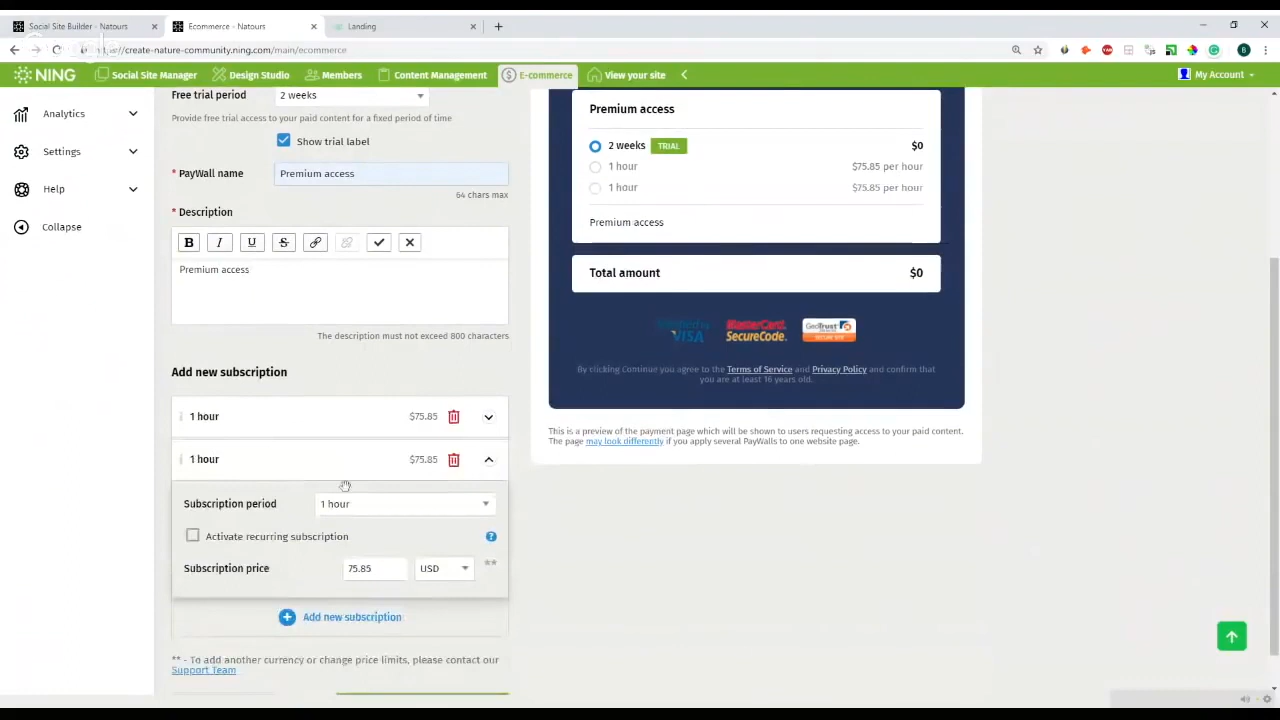 Social Site Builder - Natours
Ecommerce - Natours
Landing
//create-nature-community.ning.com/main/ecommerce
NING
Social Site Manager
Design Studio
Members
Content Management
E-commerce
View your site
My Account
Analytics
Settings
Help
Collapse
Free trial period
2 weeks
Provide free trial access to your paid content for a fixed period of time
Show trial label
* PayWall name
Premium access
64 chars max
* Description
B I U S
Premium access
The description must not exceed 800 characters
Add new subscription
1 hour $75.85
1 hour $75.85
Subscription period 1 hour
Activate recurring subscription ?
Subscription price 75.85 USD **
Add new subscription
** - To add another currency or change price limits, please contact our
Support Team
Premium access
2 weeks TRIAL $0
1 hour $75.85 per hour
1 hour $75.85 per hour
Premium access
Total amount $0
VISA
MasterCard.
SecureCode.
GeoTrust
By clicking Continue you agree the Terms of Service and Privacy Policy and confirm that
you are at least 16 years old.
This is a preview of the payment page which will be shown to users requesting access to your paid content.
The page may look differently if you apply several PayWalls to one website page.